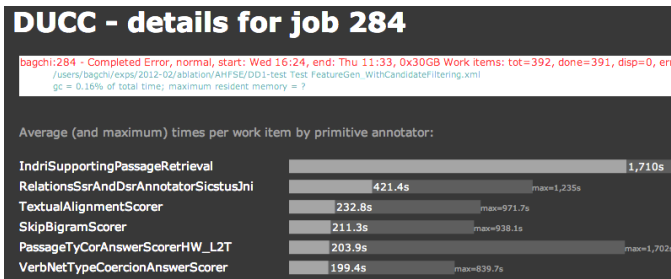 DUCC - details for job 284
bagchi:284 - Completed Error, normal, start: Wed 16:24, end: Thu 11:33, 0x30GB Work items: tot=392, done=391, disp=0, err
/users/bagchi/exps/2012-02/ablation/AHFSE/DD1-test Test FeatureGen_WithCandidateFiltering.xml
gc = 0.16% of total time; maximum resident memory = ?
Average (and maximum) times per work item by primitive annotator:
IndriSupportingPassageRetrieval 1,710s
RelationsSsrAndDsrAnnotatorSicstusJni 421.4s max=1,235s
TextualAlignmentScorer 232.8s max=971.7s
SkipBigramScorer 211.3s max=938.1s
PassageTyCorAnswerScorerHW_L2T 203.9s max=1,702s
VerbNetTypeCoercionAnswerScorer 199.4s max=839.7s